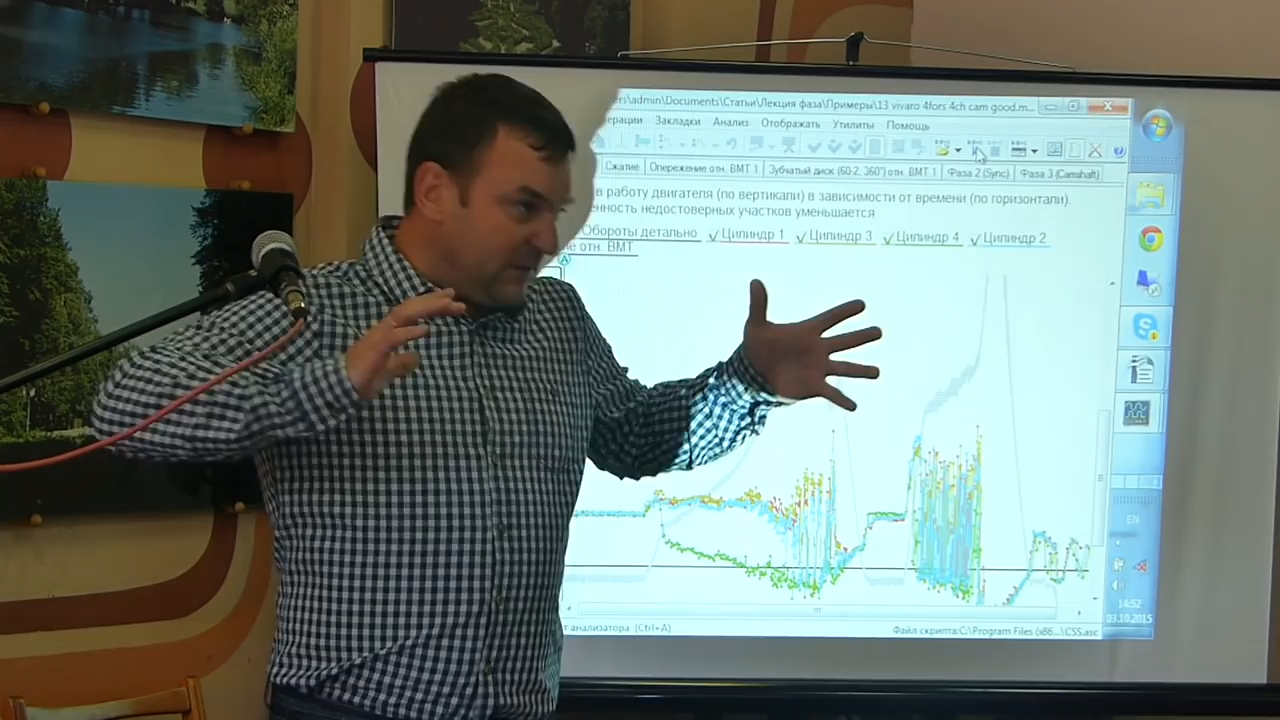 \admin\Documents\Статьи\Лекция фаза\Примеры\13 vivaro 4fors 4ch cam good.m...
Закладки Анализ Отображать Утилиты Помощь
Сжатие Опережение отн. ВМТ 1 Зубчатый диск (60-2, 360°) отн. ВМТ 1 Фаза 2 (Sync) Фаза 3 (Camshaft)
в работу двигателя (по вертикали) в зависимости от времени (по горизонтали).
недостоверных участков уменьшается
Обороты детально Цилиндр 1 Цилиндр 3 Цилиндр 4 Цилиндр 2
отн. ВМТ
A
EN
14:52
03.10.2015
анализатора (Ctrl+A) Файл скрипта:C:\Program Files (x86...\CSS.asc